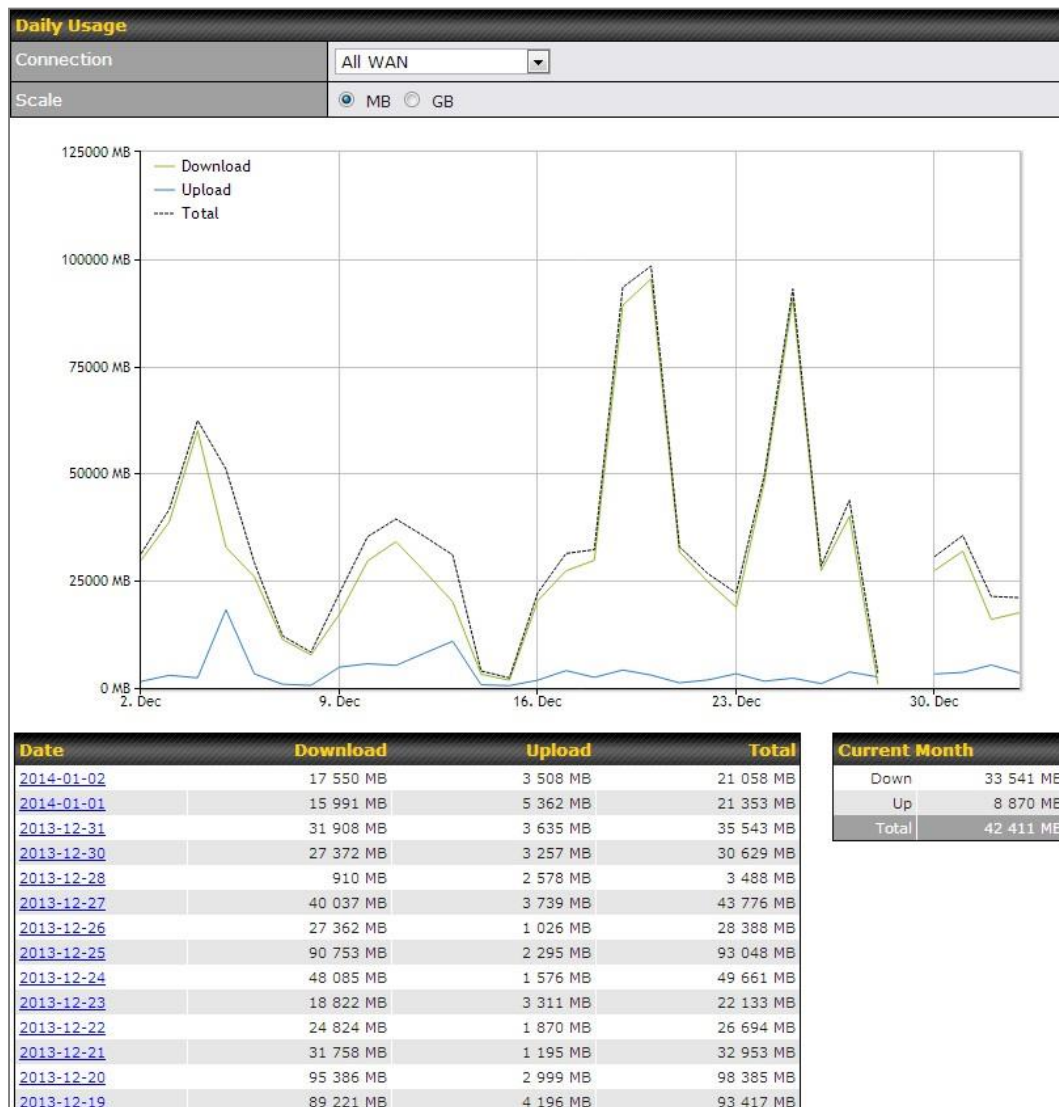 Daily Usage
Connection All WAN
Scale MB GB
125000 MB
Download
Upload
Total
100000 MB
75000 MB
50000 MB
25000 MB
0 MB
2. Dec 9. Dec 16. Dec 23. Dec 30. Dec
Date Download Upload Total
2014-01-02 17 550 MB 3 508 MB 21 058 MB
2014-01-01 15 991 MB 5 362 MB 21 353 MB
2013-12-31 31 908 MB 3 635 MB 35 543 MB
2013-12-30 27 372 MB 3 257 MB 30 629 MB
2013-12-28 910 MB 2 578 MB 3 488 MB
2013-12-27 40 037 MB 3 739 MB 43 776 MB
2013-12-26 27 362 MB 1 026 MB 28 388 MB
2013-12-25 90 753 MB 2 295 MB 93 048 MB
2013-12-24 48 085 MB 1 576 MB 49 661 MB
2013-12-23 18 822 MB 3 311 MB 22 133 MB
2013-12-22 24 824 MB 1 870 MB 26 694 MB
2013-12-21 31 758 MB 1 195 MB 32 953 MB
2013-12-20 95 386 MB 2 999 MB 98 385 MB
2013-12-19 89 221 MB 4 196 MB 93 417 MB
Current Month
Down 33 541 MB
Up 8 870 MB
Total 42 411 MB